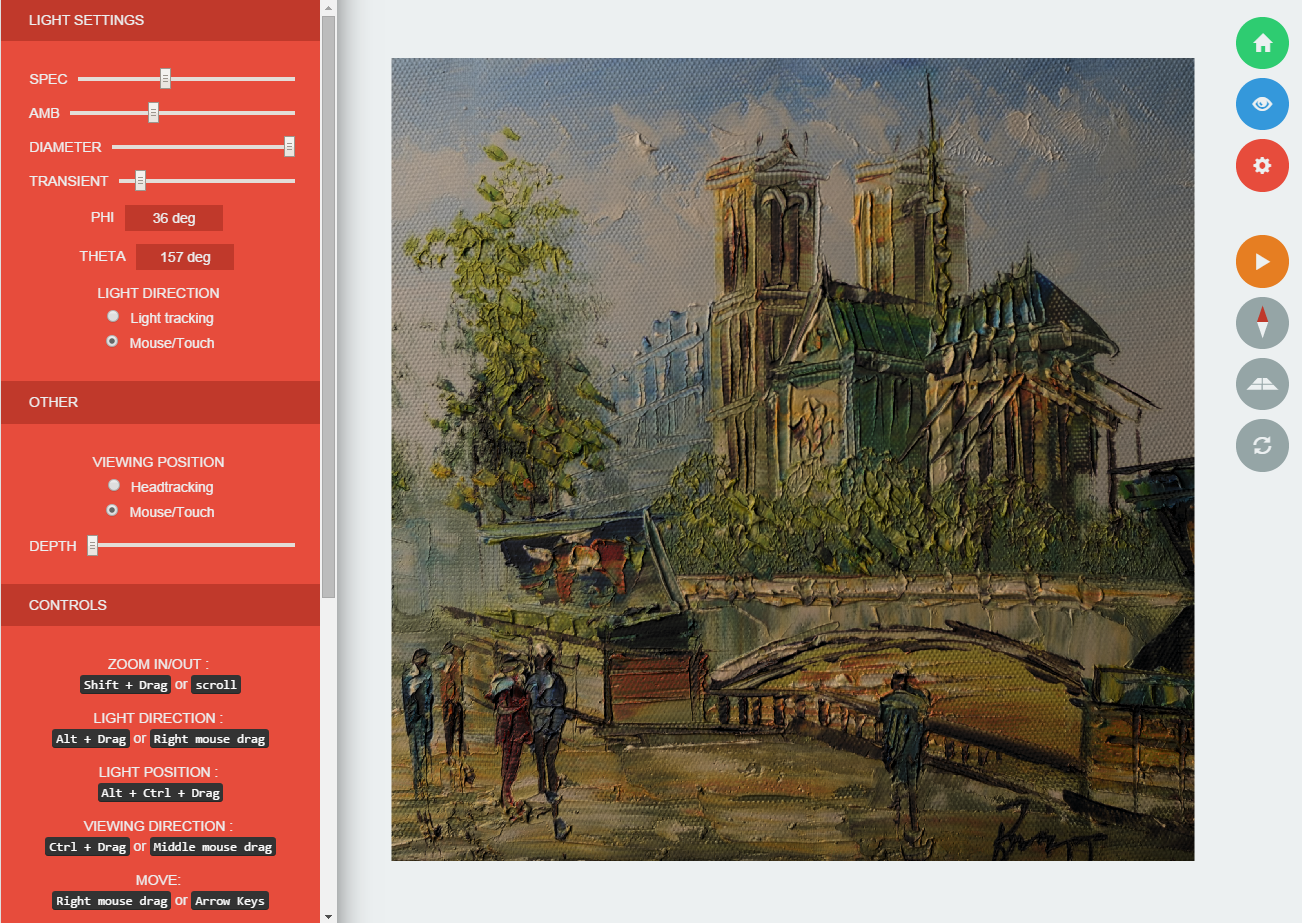 LIGHT SETTINGS
SPEC
AMB
DIAMETER
TRANSIENT
PHI 36 deg
THETA 157 deg
LIGHT DIRECTION
Light tracking
Mouse/Touch
OTHER
VIEWING POSITION
Headtracking
Mouse/Touch
DEPTH
CONTROLS
ZOOM IN/OUT :
Shift + Drag or scroll
LIGHT DIRECTION :
Alt + Drag or Right mouse drag
LIGHT POSITION :
Alt + Ctrl + Drag
VIEWING DIRECTION :
Ctrl + Drag or Middle mouse drag
MOVE:
Right mouse drag or Arrow Keys